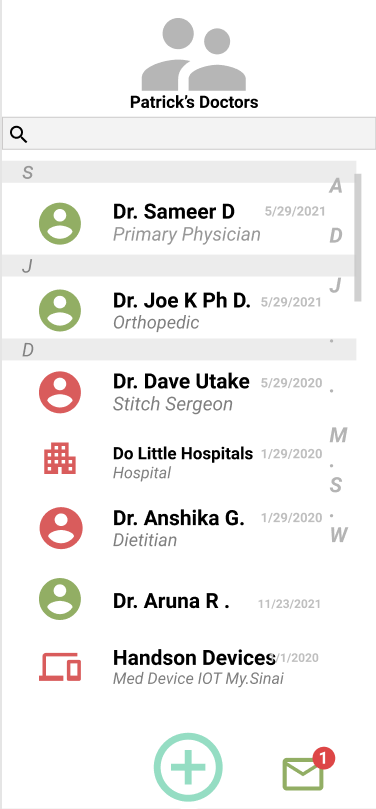 Patrick's Doctors
S
Dr. Sameer D 5/29/2021
Primary Physician
A
D
J
Dr. Joe K Ph D. 5/29/2021
Orthopedic
J
.
D
Dr. Dave Utake 5/29/2020
Stitch Sergeon
.
Do Little Hospitals 1/29/2020
Hospital
M
.
S
Dr. Anshika G. 1/29/2020
Dietitian
.
W
Dr. Aruna R . 11/23/2021
Handson Devices /1/2020
Med Device IOT My.Sinai
1